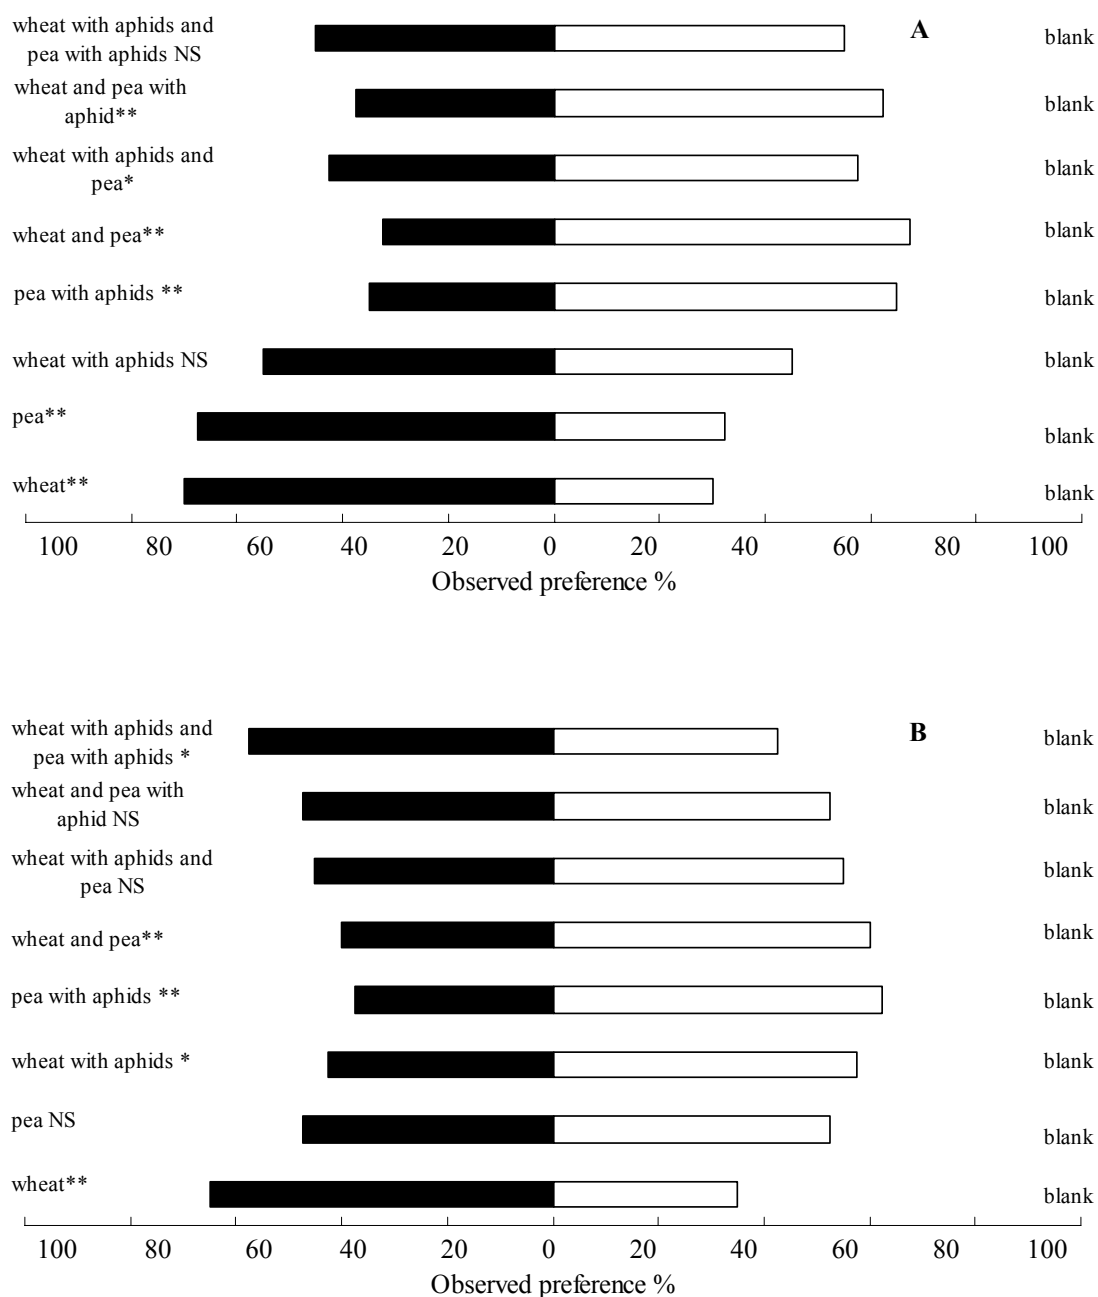 wheat with aphids and A blank
pea with aphids NS
wheat and pea with blank
aphid**
wheat with aphids and blank
pea*
wheat and pea** blank
pea with aphids ** blank
wheat with aphids NS blank
pea** blank
wheat** blank
100 80 60 40 20 0 20 40 60 80 100
Observed preference %
wheat with aphids and B blank
pea with aphids *
wheat and pea with blank
aphid NS
wheat with aphids and blank
pea NS
wheat and pea** blank
pea with aphids ** blank
wheat with aphids * blank
pea NS blank
wheat** blank
100 80 60 40 20 0 20 40 60 80 100
Observed preference %